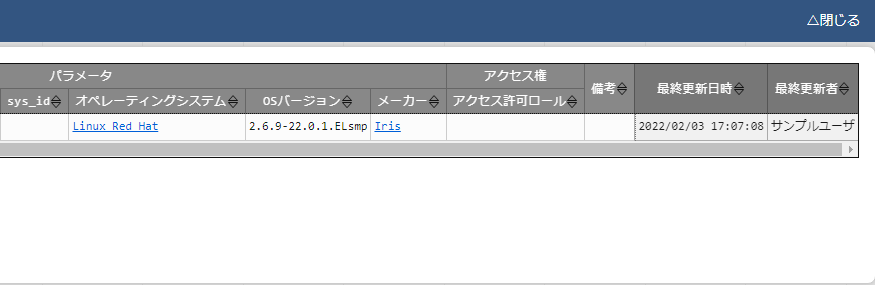 △閉じる
パラメータ アクセス権 備考 最終更新日時 最終更新者
sys_id オペレーティングシステム OSバージョン メーカー アクセス許可ロール
Linux Red Hat 2.6.9-22.0.1.ELsmp Iris 2022/02/03 17:07:08 サンプルユーザ